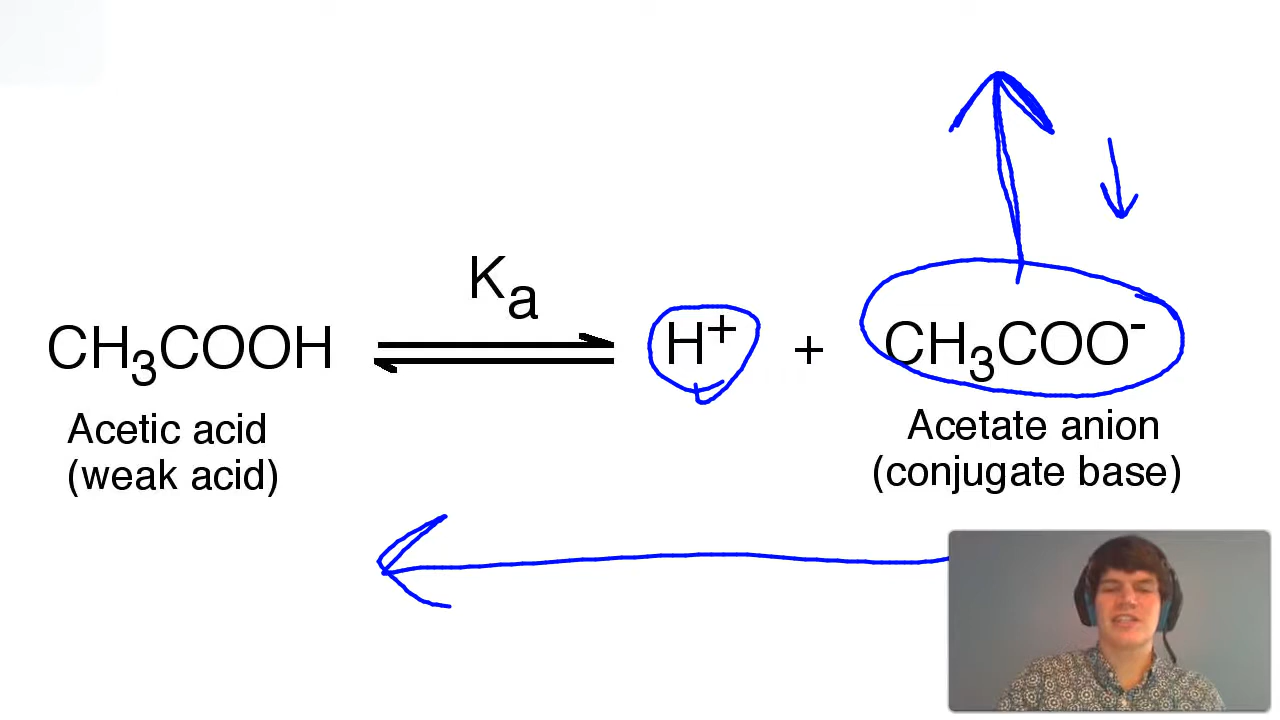 Kₐ
CH₃COOH ⇌ H⁺ + CH₃COO⁻
Acetic acid
(weak acid)
Acetate anion
(conjugate base)